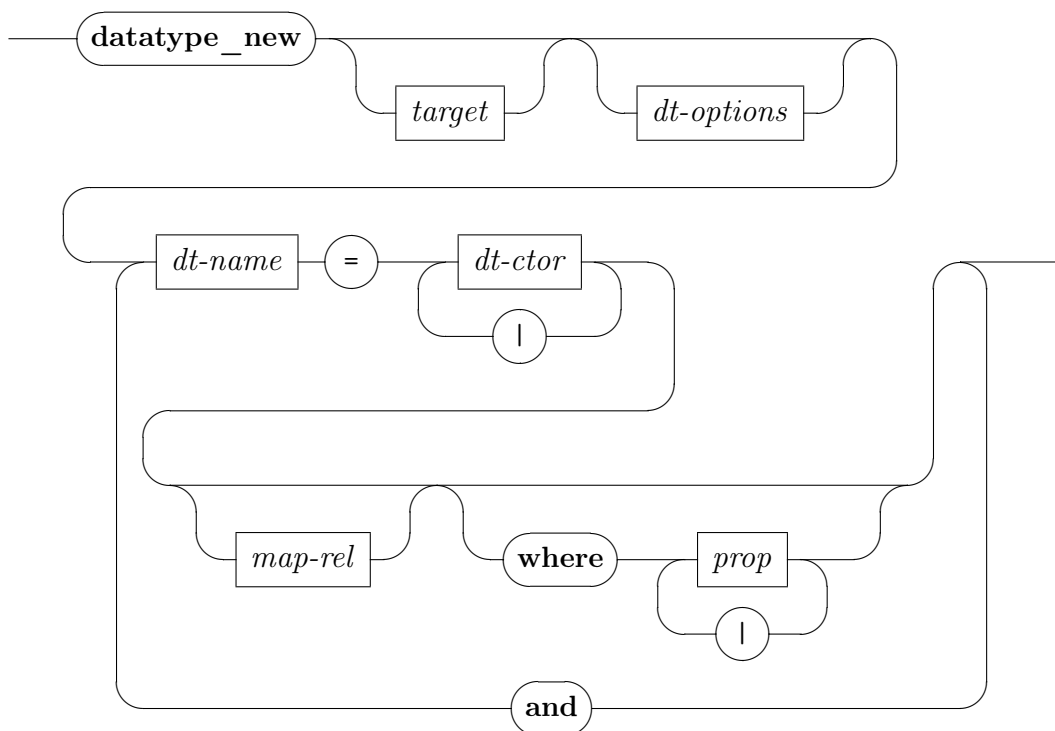 datatype_new
target dt-options
dt-name = dt-ctor
|
map-rel where prop
|
and